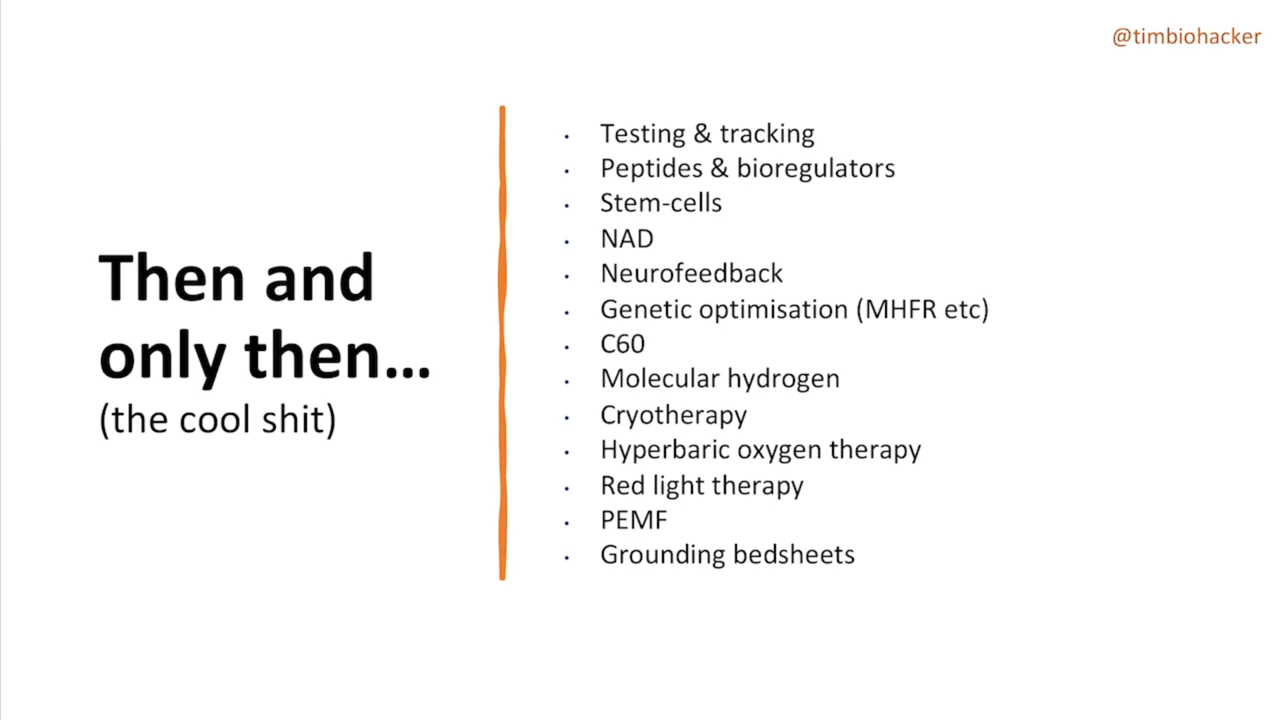 @timbiohacker
Then and
only then...
(the cool shit)
Testing & tracking
Peptides & bioregulators
Stem-cells
NAD
Neurofeedback
Genetic optimisation (MHFR etc)
C60
Molecular hydrogen
Cryotherapy
Hyperbaric oxygen therapy
Red light therapy
PEMF
Grounding bedsheets